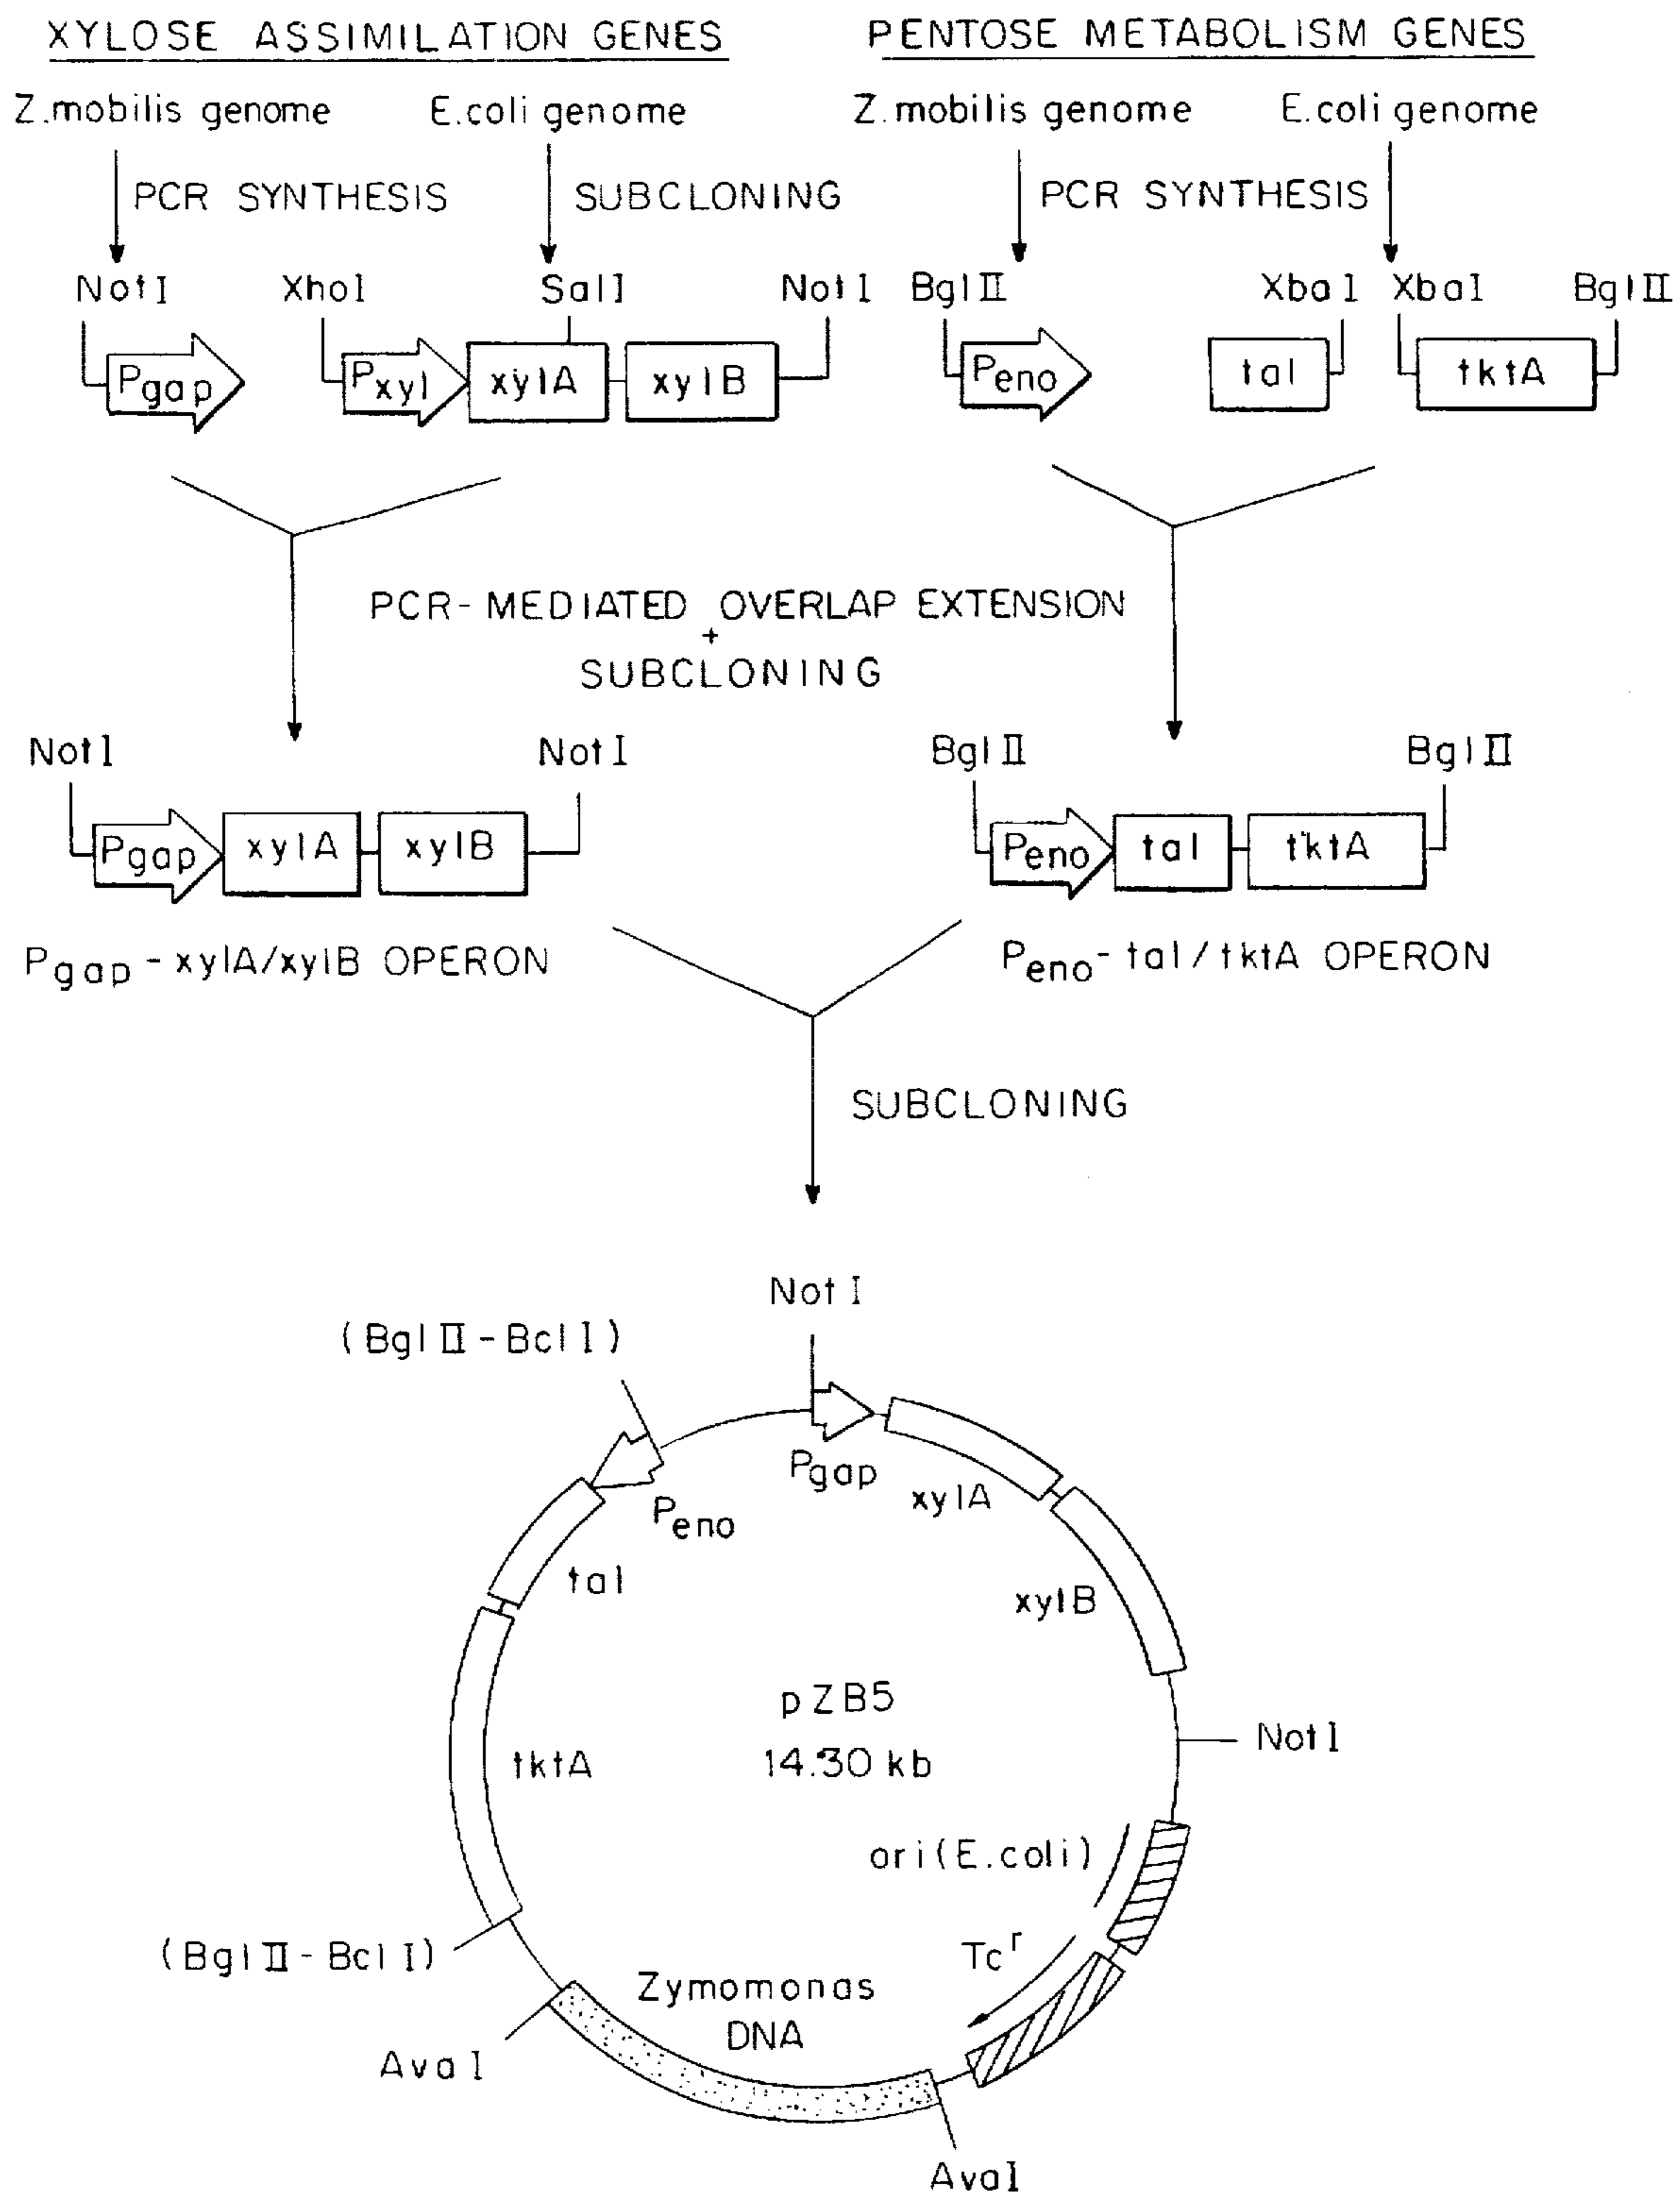 XYLOSE ASSIMILATION GENES
PENTOSE METABOLISM GENES
Z.mobilis genome
E.coli genome
Z.mobilis genome
E.coli genome
PCR SYNTHESIS
SUBCLONING
PCR SYNTHESIS
NotI
XhoI
SalI
NotI
BglII
XbaI
XbaI
BglII
Pgap
Pxyl
xylA
xylB
Peno
tal
tktA
PCR-MEDIATED OVERLAP EXTENSION
+
SUBCLONING
NotI
NotI
BglII
BglII
Pgap
xylA
xylB
Peno
tal
tktA
Pgap - xylA/xylB OPERON
Peno - tal/tktA OPERON
SUBCLONING
NotI
(BglII-BclI)
Pgap
xylA
Peno
tal
xylB
pZB5
14.30 kb
NotI
tktA
ori(E.coli)
Tcr
(BglII-BclI)
Zymomonas
DNA
AvaI
AvaI